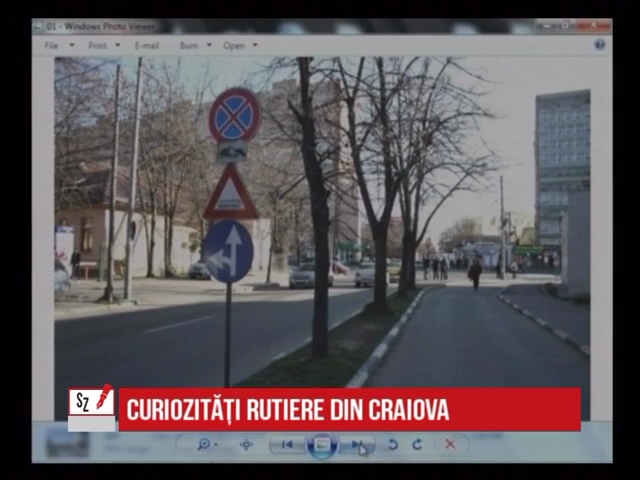 01 - Windows Photo Viewer
File Print E-mail Burn Open
SZ
CURIOZITĂȚI RUTIERE DIN CRAIOVA